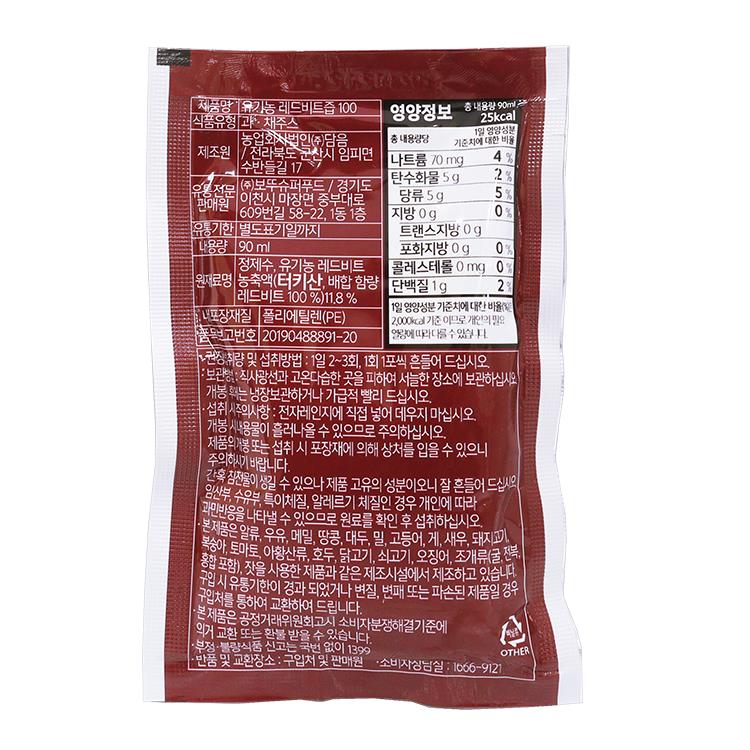 제품명 유기농 레드비트즙 100
식품유형 과·채주스
제조원 농업회사법인(주)담음
/ 전라북도 군산시 임피면
수반들길 17
유통전문
판매원 (주)보뚜슈퍼푸드 / 경기도
이천시 마장면 중부대로
609번길 58-22, 1동 1층
유통기한 별도표기일까지
내용량 90 ml
원재료명 정제수, 유기농 레드비트
농축액(터키산, 배합 함량
레드비트 100 %)11.8 %
내포장재질 폴리에틸렌(PE)
품목보고번호 20190488891-20
영양정보 총 내용량 90ml
25kcal
총 내용량당 1일 영양성분
기준치에 대한 비율
나트륨 70 mg 4 %
탄수화물 5 g 2 %
당류 5 g 5 %
지방 0 g 0 %
트랜스지방 0 g
포화지방 0 g 0 %
콜레스테롤 0 mg 0 %
단백질 1 g 2 %
1일 영양성분 기준치에 대한 비율(%)은
2,000kcal 기준이므로 개인의 필요
열량에 따라 다를 수 있습니다.
· 권장취량 및 섭취방법 : 1일 2~3회, 1회 1포씩 흔들어 드십시오.
· 보관방법 : 직사광선과 고온다습한 곳을 피하여 서늘한 장소에 보관하십시오.
개봉 후에는 냉장보관하거나 가급적 빨리 드십시오.
· 섭취 시 주의사항 : 전자레인지에 직접 넣어 데우지 마십시오.
개봉 시 내용물이 흘러나올 수 있으므로 주의하십시오.
제품의 개봉 또는 섭취 시 포장재에 의해 상처를 입을 수 있으니
주의하시기 바랍니다.
간혹 침전물이 생길 수 있으나 제품 고유의 성분이오니 잘 흔들어 드십시오.
임산부, 수유부, 특이체질, 알레르기 체질인 경우 개인에 따라
과민반응을 나타낼 수 있으므로 원료를 확인 후 섭취하십시오.
· 본 제품은 알류, 우유, 메밀, 땅콩, 대두, 밀, 고등어, 게, 새우, 돼지고기,
복숭아, 토마토, 아황산류, 호두, 닭고기, 쇠고기, 오징어, 조개류(굴, 전복,
홍합 포함), 잣을 사용한 제품과 같은 제조시설에서 제조하고 있습니다.
구입 시 유통기한이 경과 되었거나 변질, 변패 또는 파손된 제품일 경우
구입처를 통하여 교환하여 드립니다.
· 본 제품은 공정거래위원회고시 소비자분쟁해결기준에
의거 교환 또는 환불 받을 수 있습니다.
· 부정·불량식품 신고는 국번 없이 1399
· 반품 및 교환장소 : 구입처 및 판매원 · 소비자상담실 : 1666-9121
OTHER